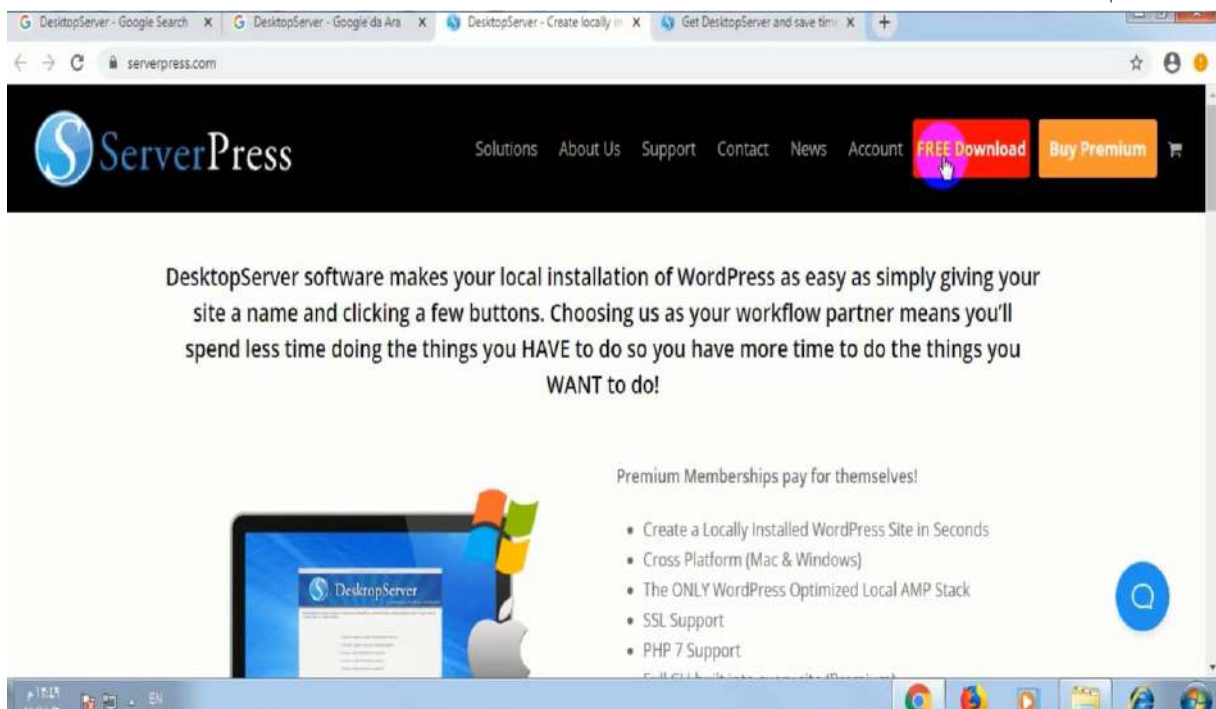 DesktopServer - Google Search
DesktopServer - Google'da Ara
DesktopServer - Create locally in
Get DesktopServer and save time
serverpress.com
ServerPress
Solutions About Us Support Contact News Account FREE Download Buy Premium
DesktopServer software makes your local installation of WordPress as easy as simply giving your
site a name and clicking a few buttons. Choosing us as your workflow partner means you'll
spend less time doing the things you HAVE to do so you have more time to do the things you
WANT to do!
Premium Memberships pay for themselves!
• Create a Locally Installed WordPress Site in Seconds
• Cross Platform (Mac & Windows)
• The ONLY WordPress Optimized Local AMP Stack
• SSL Support
• PHP 7 Support
DesktopServer
EN